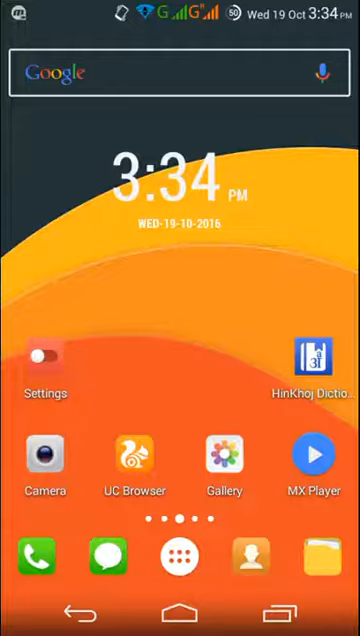 G G 50 Wed 19 Oct 3:34 PM
Google
3:34 PM
WED-19-10-2016
Settings
HinKhoj Dictio...
Camera
UC Browser
Gallery
MX Player